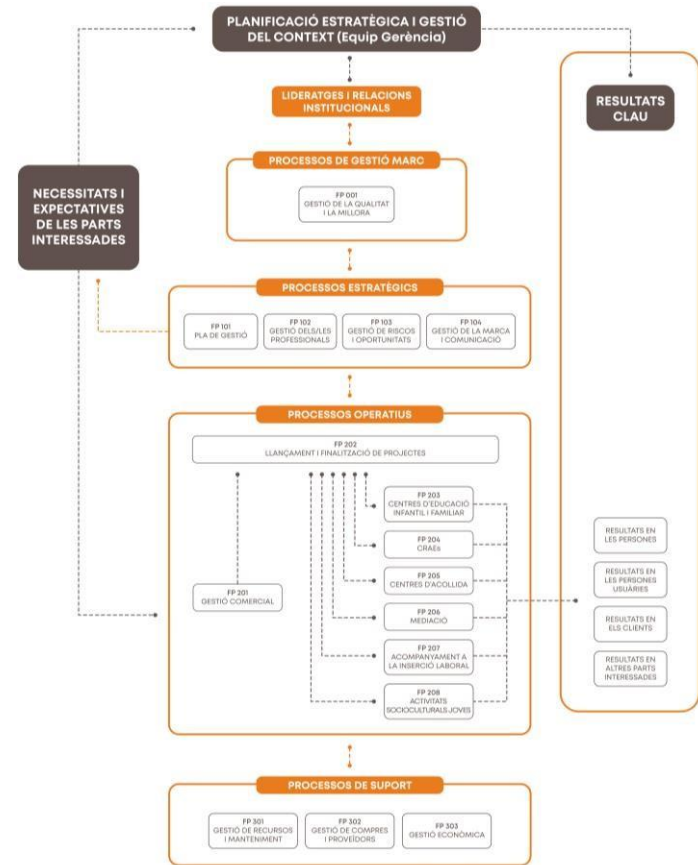 PLANIFICACIÓ ESTRATÈGICA I GESTIÓ
DEL CONTEXT (Equip Gerència)
LIDERATGES I RELACIONS
INSTITUCIONALS
RESULTATS
CLAU
PROCESSOS DE GESTIÓ MARC
FP 001
GESTIÓ DE LA QUALITAT
I LA MILLORA
NECESSITATS I
EXPECTATIVES
DE LES PARTS
INTERESSADES
PROCESSOS ESTRATÈGICS
FP 101
PLA DE GESTIÓ
FP 102
GESTIÓ DELS/LES
PROFESSIONALS
FP 103
GESTIÓ DE RISCOS
I OPORTUNITATS
FP 104
GESTIÓ DE LA MARCA
I COMUNICACIÓ
PROCESSOS OPERATIUS
FP 202
LLANÇAMENT I FINALITZACIÓ DE PROJECTES
FP 203
CENTRES D'EDUCACIÓ
INFANTIL I FAMILIAR
FP 204
CRAEs
FP 205
CENTRES D'ACOLLIDA
FP 201
GESTIÓ COMERCIAL
FP 206
MEDIACIÓ
FP 207
ACOMPANYAMENT A
LA INSERCIÓ LABORAL
FP 208
ACTIVITATS
SOCIOCULTURALS JOVES
RESULTATS EN
LES PERSONES
RESULTATS EN
LES PERSONES
USUÀRIES
RESULTATS EN
ELS CLIENTS
RESULTATS EN
ALTRES PARTS
INTERESSADES
PROCESSOS DE SUPORT
FP 301
GESTIÓ DE RECURSOS
I MANTENIMENT
FP 302
GESTIÓ DE COMPRES
I PROVEÏDORS
FP 303
GESTIÓ ECONÒMICA